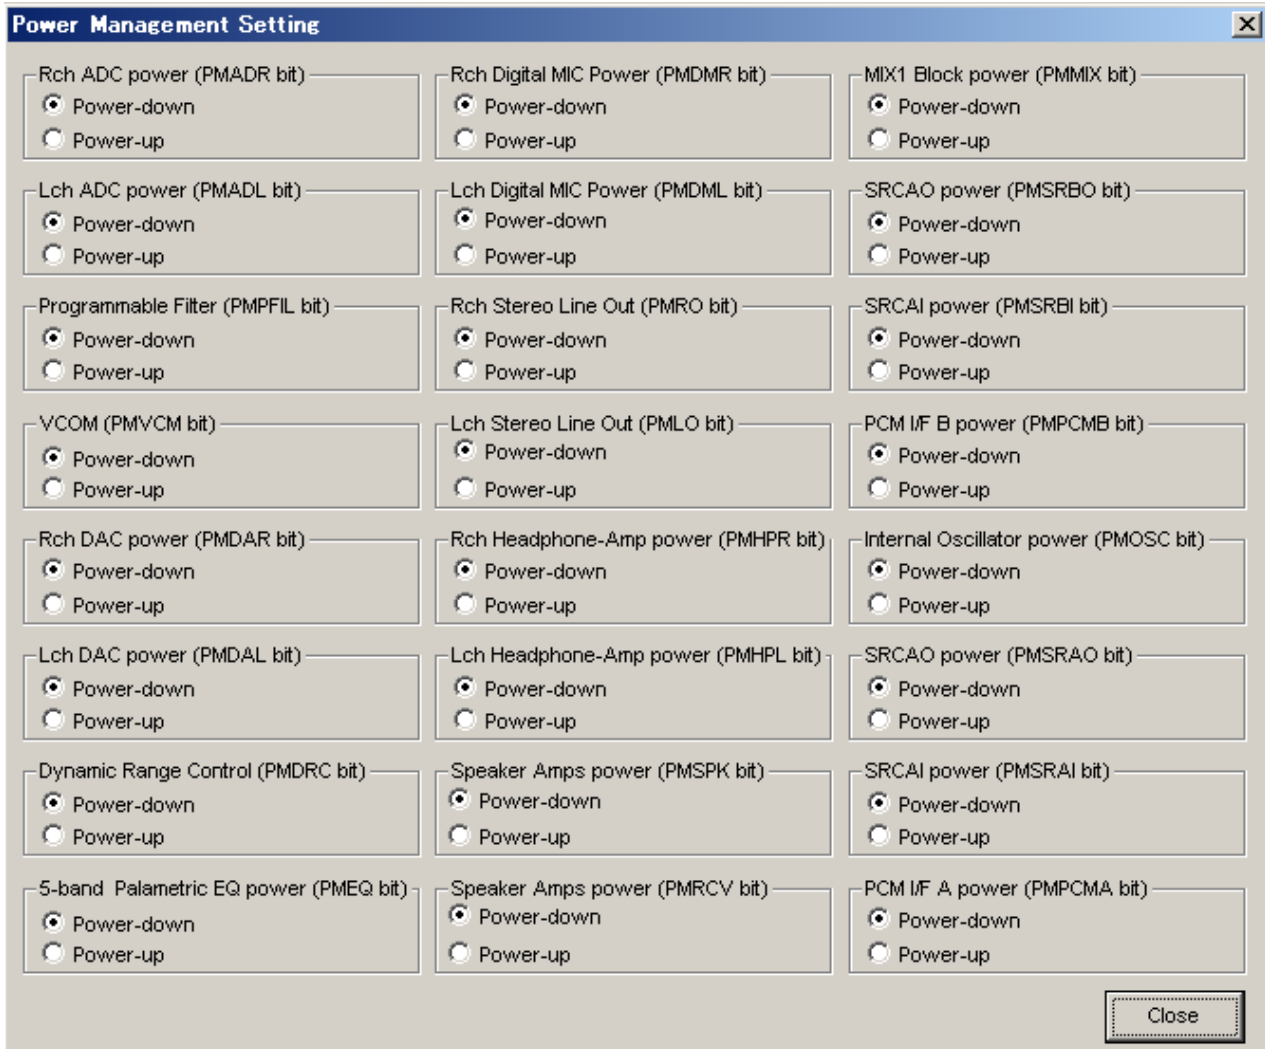 Power Management Setting
Rch ADC power (PMADR bit)
Power-down
Power-up
Lch ADC power (PMADL bit)
Power-down
Power-up
Programmable Filter (PMPFIL bit)
Power-down
Power-up
VCOM (PMVCM bit)
Power-down
Power-up
Rch DAC power (PMDAR bit)
Power-down
Power-up
Lch DAC power (PMDAL bit)
Power-down
Power-up
Dynamic Range Control (PMDRC bit)
Power-down
Power-up
5-band Palametric EQ power (PMEQ bit)
Power-down
Power-up
Rch Digital MIC Power (PMDMR bit)
Power-down
Power-up
Lch Digital MIC Power (PMDML bit)
Power-down
Power-up
Rch Stereo Line Out (PMRO bit)
Power-down
Power-up
Lch Stereo Line Out (PMLO bit)
Power-down
Power-up
Rch Headphone-Amp power (PMHPR bit)
Power-down
Power-up
Lch Headphone-Amp power (PMHPL bit)
Power-down
Power-up
Speaker Amps power (PMSPK bit)
Power-down
Power-up
Speaker Amps power (PMRCV bit)
Power-down
Power-up
MIX1 Block power (PMMIX bit)
Power-down
Power-up
SRCAO power (PMSRBO bit)
Power-down
Power-up
SRCAI power (PMSRBI bit)
Power-down
Power-up
PCM I/F B power (PMPCMB bit)
Power-down
Power-up
Internal Oscillator power (PMOSC bit)
Power-down
Power-up
SRCAO power (PMSRAO bit)
Power-down
Power-up
SRCAI power (PMSRAI bit)
Power-down
Power-up
PCM I/F A power (PMPCMA bit)
Power-down
Power-up
Close